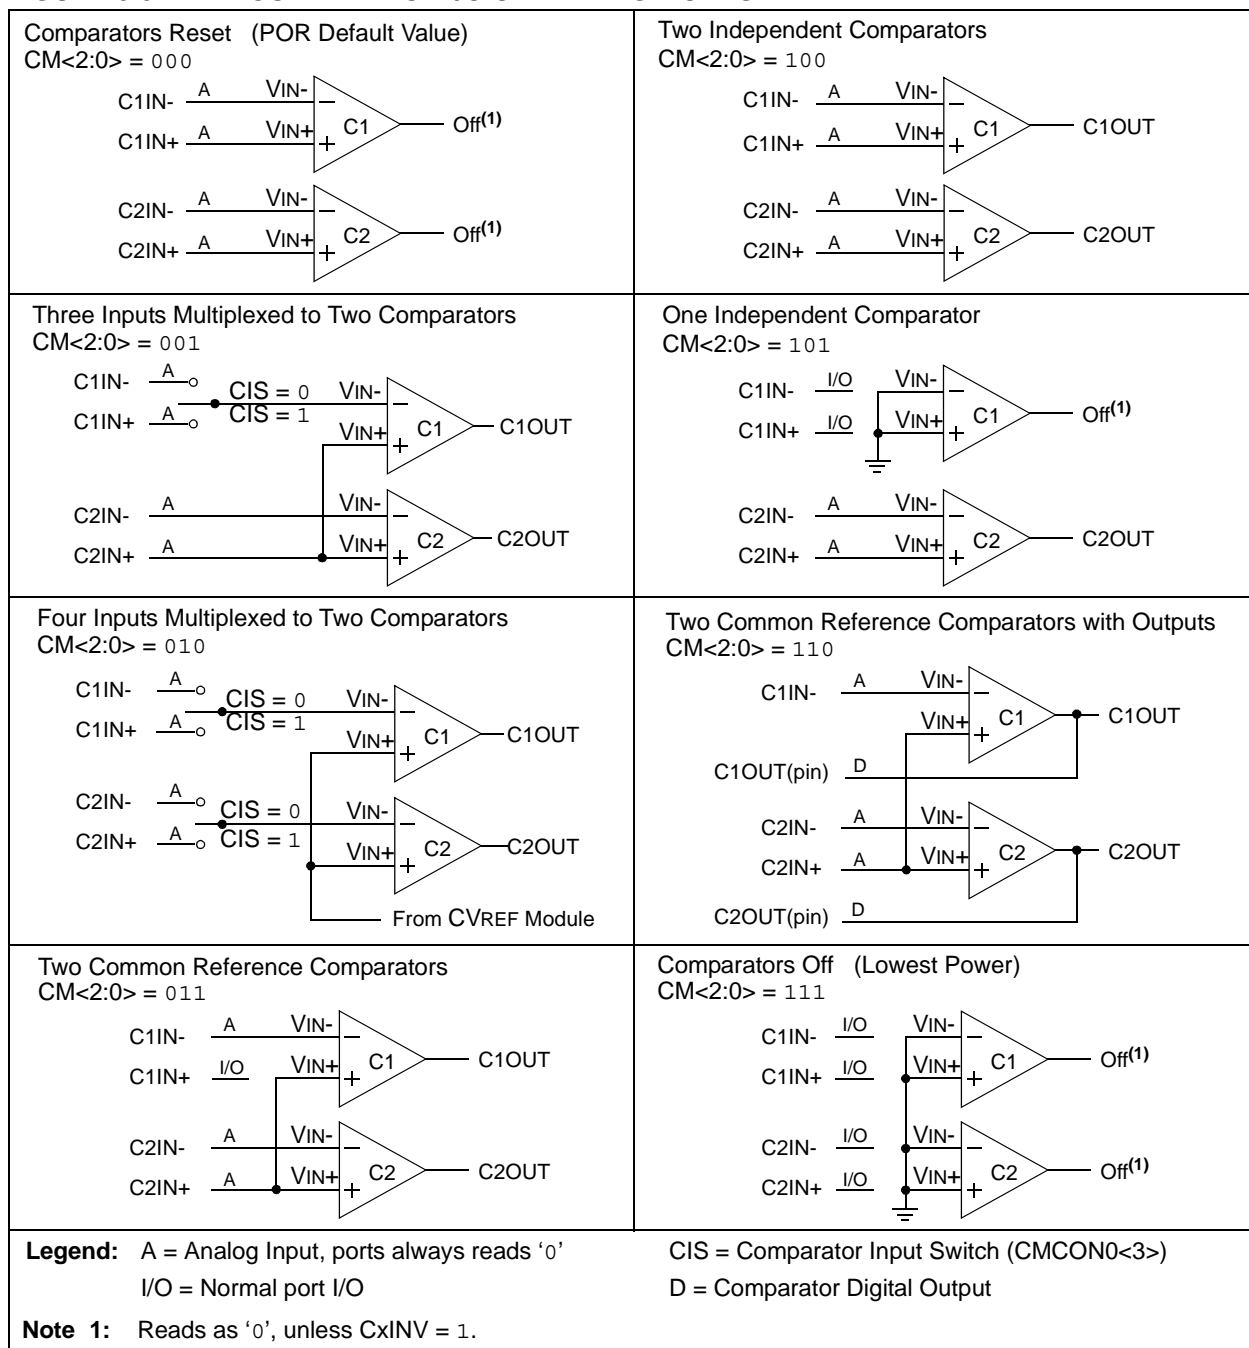 Comparators Reset (POR Default Value)
CM<2:0> = 000
C1IN- A VIN-
C1IN+ A VIN+ C1 Off(1)
C2IN- A VIN-
C2IN+ A VIN+ C2 Off(1)
Two Independent Comparators
CM<2:0> = 100
C1IN- A VIN-
C1IN+ A VIN+ C1 C1OUT
C2IN- A VIN-
C2IN+ A VIN+ C2 C2OUT
Three Inputs Multiplexed to Two Comparators
CM<2:0> = 001
C1IN- A CIS = 0 VIN-
C1IN+ A CIS = 1 VIN+ C1 C1OUT
C2IN- A VIN-
C2IN+ A VIN+ C2 C2OUT
One Independent Comparator
CM<2:0> = 101
C1IN- I/O VIN-
C1IN+ I/O VIN+ C1 Off(1)
C2IN- A VIN-
C2IN+ A VIN+ C2 C2OUT
Four Inputs Multiplexed to Two Comparators
CM<2:0> = 010
C1IN- A CIS = 0 VIN-
C1IN+ A CIS = 1 VIN+ C1 C1OUT
C2IN- A CIS = 0 VIN-
C2IN+ A CIS = 1 VIN+ C2 C2OUT
From CVREF Module
Two Common Reference Comparators with Outputs
CM<2:0> = 110
C1IN- A VIN-
VIN+ C1 C1OUT
C1OUT(pin) D
C2IN- A VIN-
C2IN+ A VIN+ C2 C2OUT
C2OUT(pin) D
Two Common Reference Comparators
CM<2:0> = 011
C1IN- A VIN-
C1IN+ I/O VIN+ C1 C1OUT
C2IN- A VIN-
C2IN+ A VIN+ C2 C2OUT
Comparators Off (Lowest Power)
CM<2:0> = 111
C1IN- I/O VIN-
C1IN+ I/O VIN+ C1 Off(1)
C2IN- I/O VIN-
C2IN+ I/O VIN+ C2 Off(1)
Legend: A = Analog Input, ports always reads ‘0’ CIS = Comparator Input Switch (CMCON0<3>)
I/O = Normal port I/O D = Comparator Digital Output
Note 1: Reads as ‘0’, unless CxINV = 1.